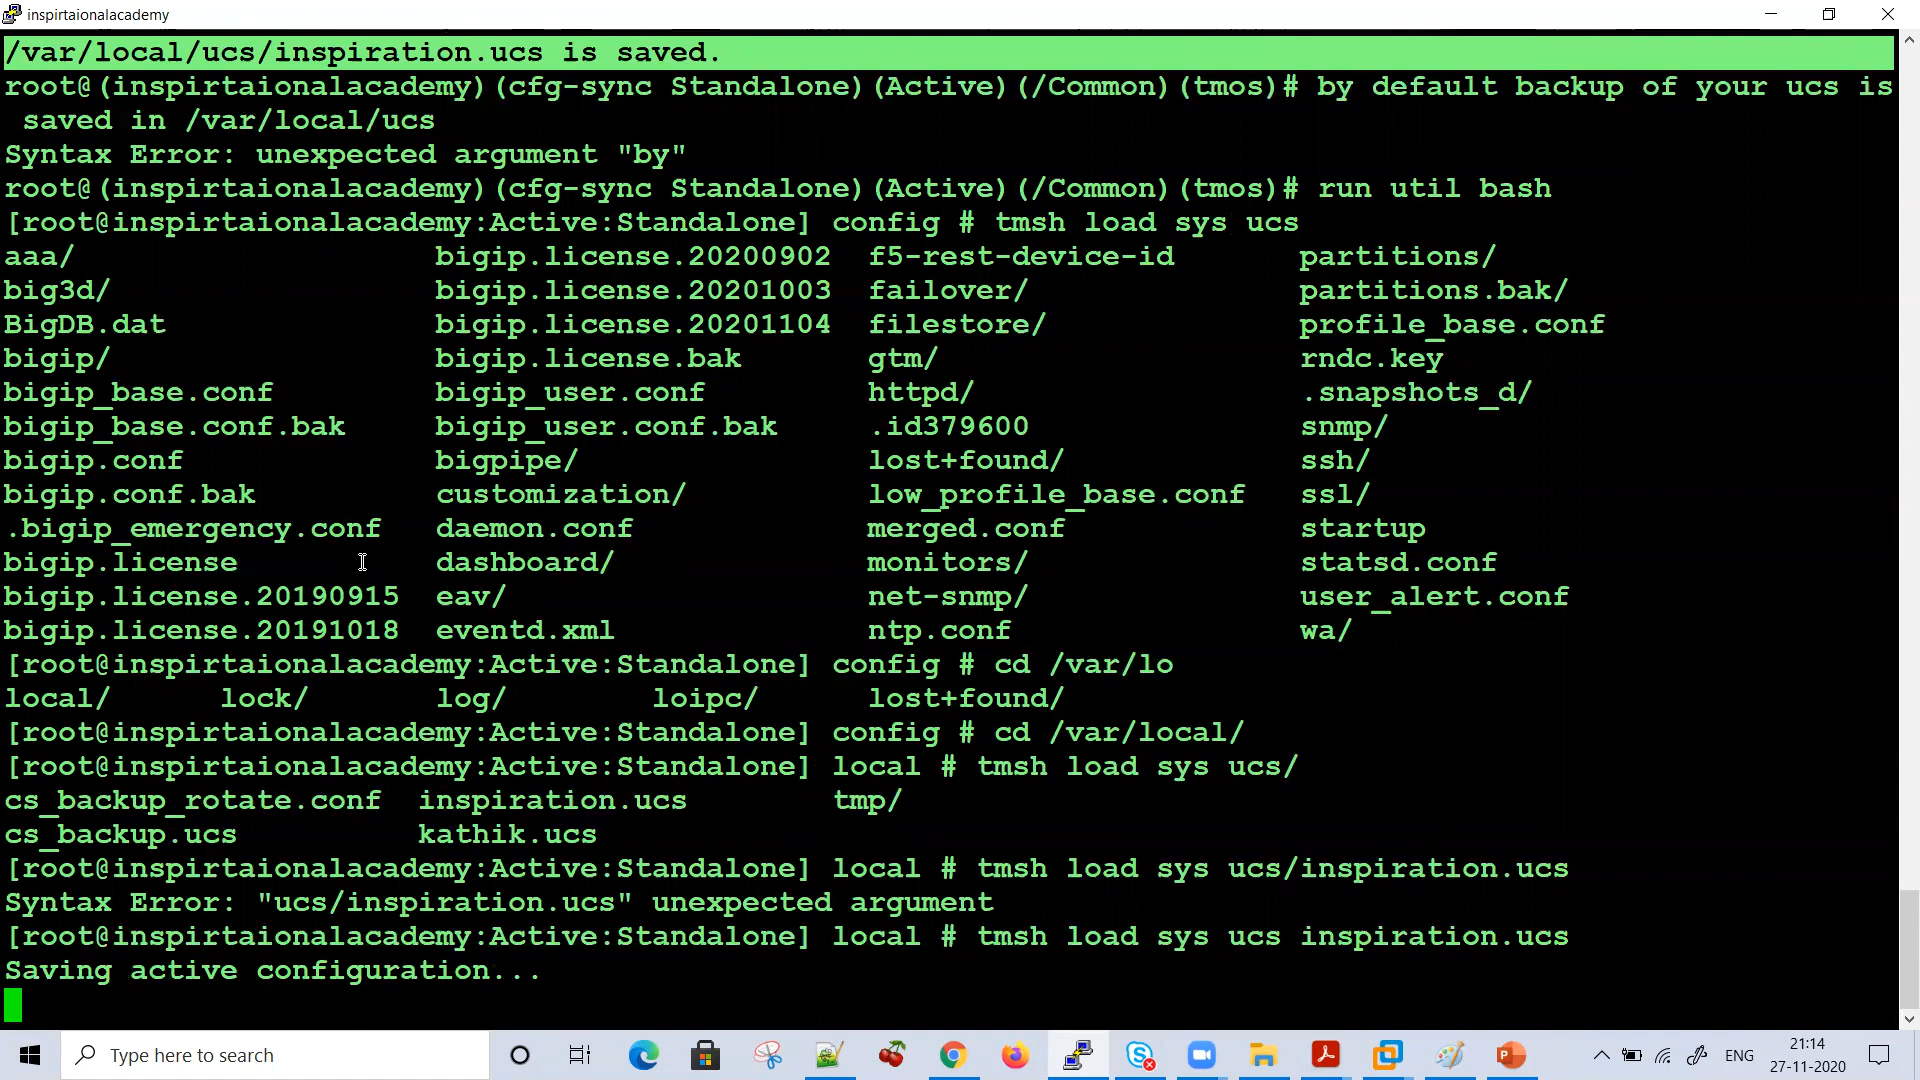 inspirtaionalacademy
/var/local/ucs/inspiration.ucs is saved.
root@(inspirtaionalacademy)(cfg-sync Standalone)(Active)(/Common)(tmos)# by default backup of your ucs is
saved in /var/local/ucs
Syntax Error: unexpected argument "by"
root@(inspirtaionalacademy)(cfg-sync Standalone)(Active)(/Common)(tmos)# run util bash
[root@inspirtaionalacademy:Active:Standalone] config # tmsh load sys ucs
aaa/ bigip.license.20200902 f5-rest-device-id partitions/
big3d/ bigip.license.20201003 failover/ partitions.bak/
BigDB.dat bigip.license.20201104 filestore/ profile_base.conf
bigip/ bigip.license.bak gtm/ rndc.key
bigip_base.conf bigip_user.conf httpd/ .snapshots_d/
bigip_base.conf.bak bigip_user.conf.bak .id379600 snmp/
bigip.conf bigpipe/ lost+found/ ssh/
bigip.conf.bak customization/ low_profile_base.conf ssl/
.bigip_emergency.conf daemon.conf merged.conf startup
bigip.license dashboard/ monitors/ statsd.conf
bigip.license.20190915 eav/ net-snmp/ user_alert.conf
bigip.license.20191018 eventd.xml ntp.conf wa/
[root@inspirtaionalacademy:Active:Standalone] config # cd /var/lo
local/ lock/ log/ loipc/ lost+found/
[root@inspirtaionalacademy:Active:Standalone] config # cd /var/local/
[root@inspirtaionalacademy:Active:Standalone] local # tmsh load sys ucs/
cs_backup_rotate.conf inspiration.ucs tmp/
cs_backup.ucs kathik.ucs
[root@inspirtaionalacademy:Active:Standalone] local # tmsh load sys ucs/inspiration.ucs
Syntax Error: "ucs/inspiration.ucs" unexpected argument
[root@inspirtaionalacademy:Active:Standalone] local # tmsh load sys ucs inspiration.ucs
Saving active configuration...
Type here to search
ENG
21:14
27-11-2020